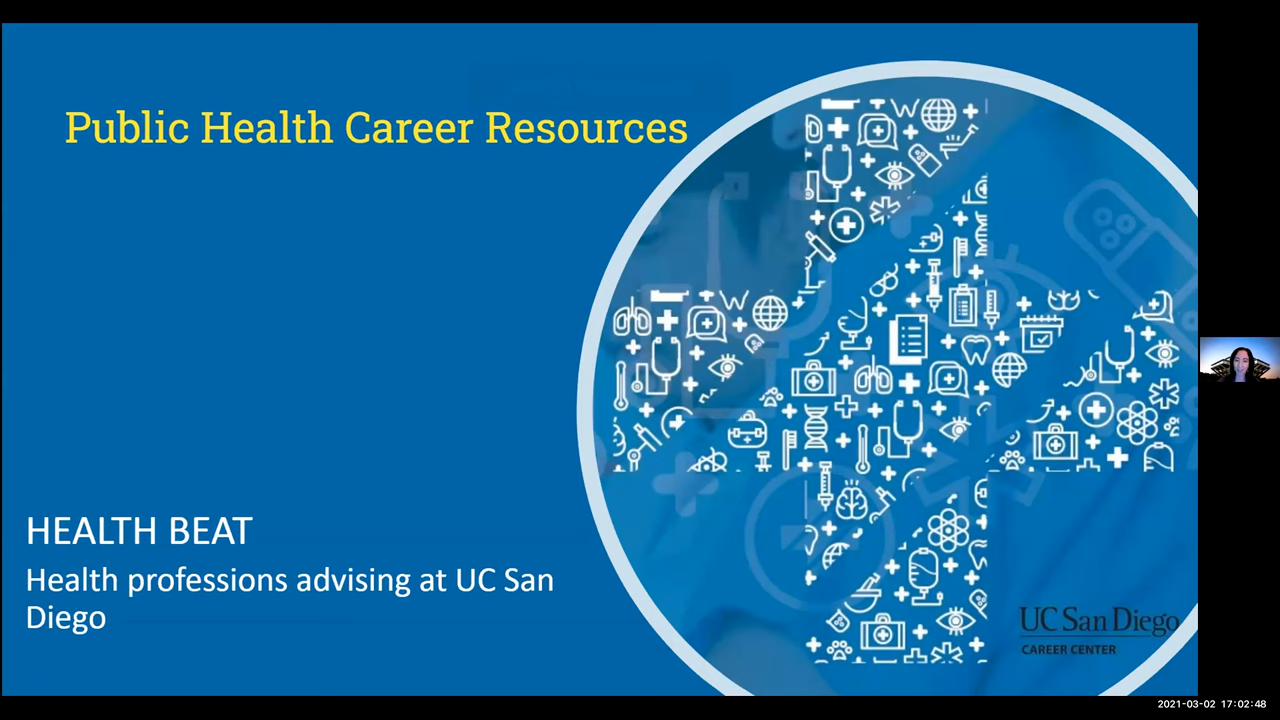 Public Health Career Resources
HEALTH BEAT
Health professions advising at UC San
Diego
UC San Diego
CAREER CENTER
2021-03-02 17:02:48